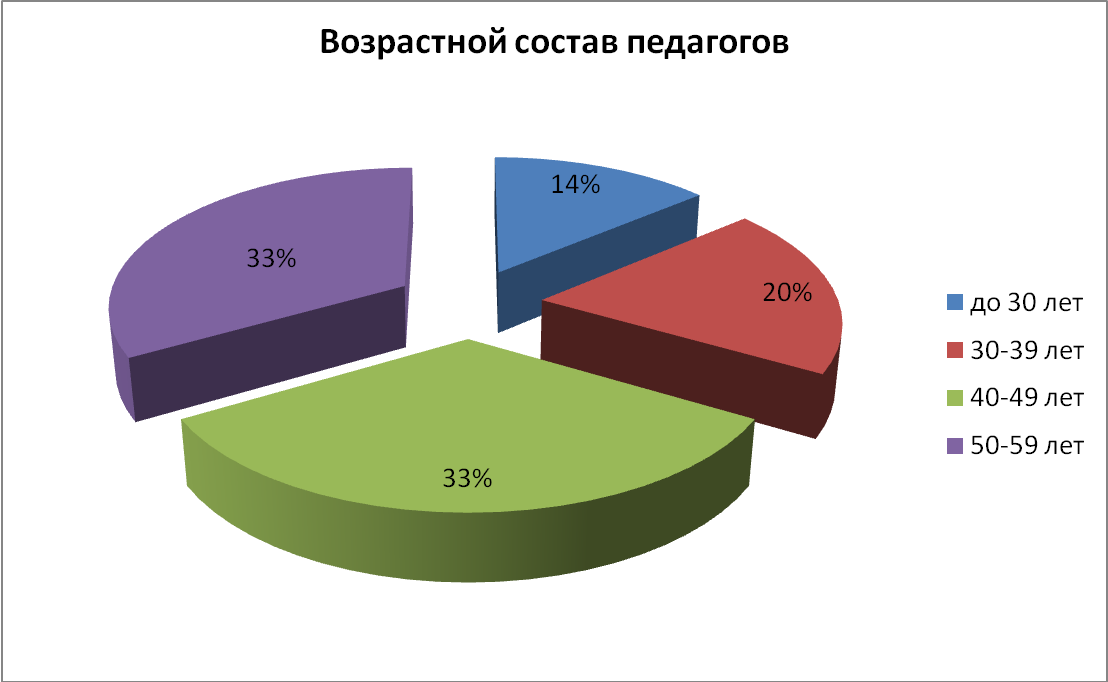 Возрастной состав педагогов
14%
33%
20%
33%
до 30 лет
30-39 лет
40-49 лет
50-59 лет